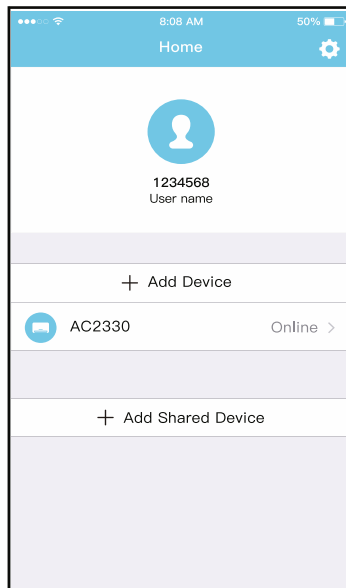 8:08 AM 50%
Home
1234568
User name
+ Add Device
AC2330 Online >
+ Add Shared Device